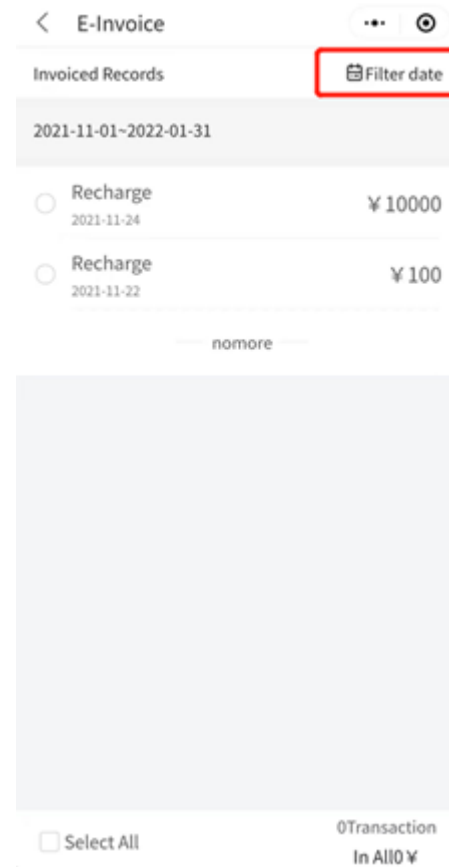 E-Invoice
Invoiced Records
Filter date
2021-11-01~2022-01-31
Recharge
¥10000
2021-11-24
Recharge
¥100
2021-11-22
nomore
Select All
0Transaction
In All0¥